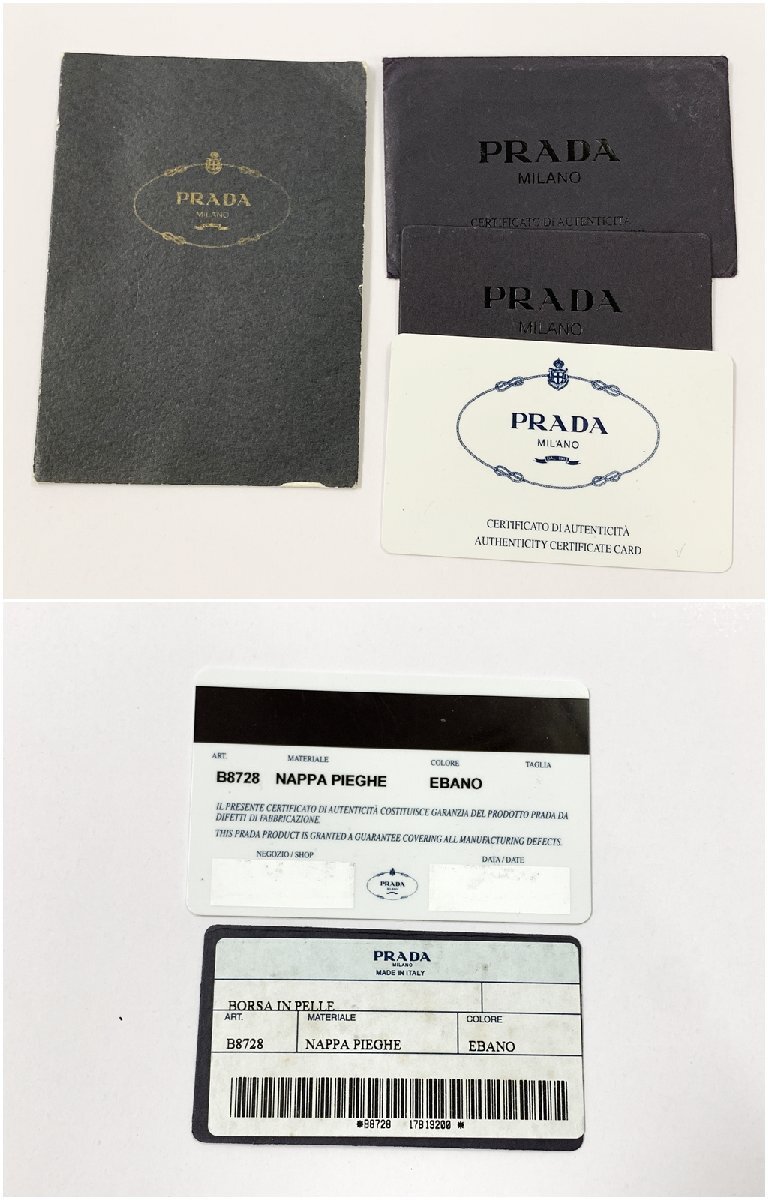 PRADA
MILANO
PRADA
MILANO
CERTIFICATO DI AUTENTICITÀ
PRADA
MILANO
PRADA
MILANO
CERTIFICATO DI AUTENTICITÀ
AUTHENTICITY CERTIFICATE CARD
ART. MATERIALE COLORE TAGLIA
B8728 NAPPA PIEGHE EBANO
IL PRESENTE CERTIFICATO DI AUTENTICITÀ COSTITUISCE GARANZIA DEL PRODOTTO PRADA DA
DIFETTI DI FABBRICAZIONE.
THIS PRADA PRODUCT IS GRANTED A GUARANTEE COVERING ALL MANUFACTURING DEFECTS.
NEGOZIO / SHOP DATA / DATE
PRADA
MILANO
PRADA
MILANO
MADE IN ITALY
BORSA IN PELLE
ART. MATERIALE COLORE
B8728 NAPPA PIEGHE EBANO
*B8728 17B19200 *